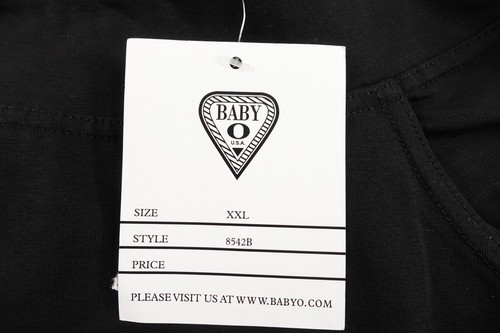 BABY
O
U.S.A
SIZE XXL
STYLE 8542B
PRICE
PLEASE VISIT US AT WWW.BABYO.COM